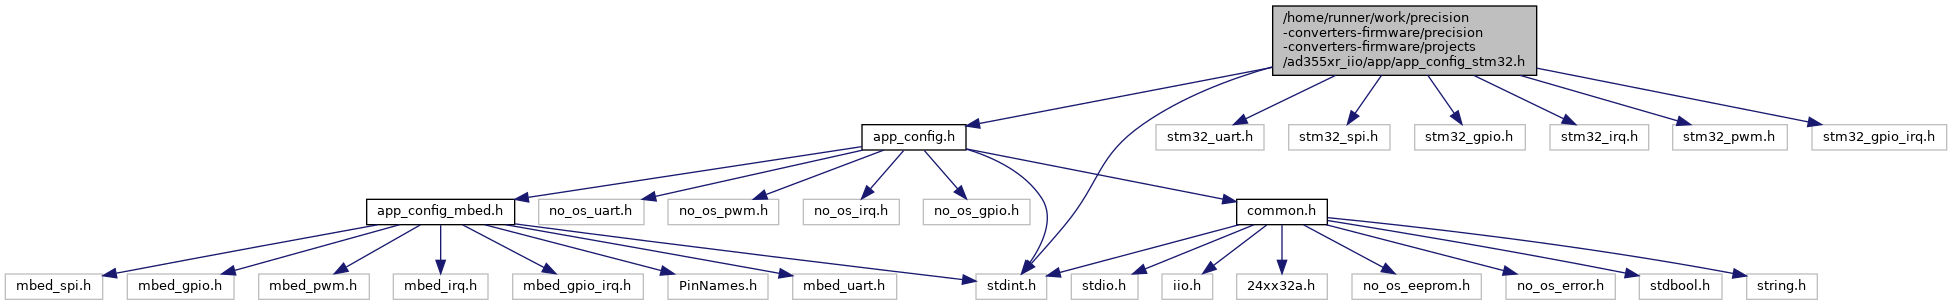 /home/runner/work/precision
-converters-firmware/precision
-converters-firmware/projects
/ad355xr_iio/app/app_config_stm32.h
app_config.h
stm32_uart.h
stm32_spi.h
stm32_gpio.h
stm32_irq.h
stm32_pwm.h
stm32_gpio_irq.h
app_config_mbed.h
no_os_uart.h
no_os_pwm.h
no_os_irq.h
no_os_gpio.h
common.h
mbed_spi.h
mbed_gpio.h
mbed_pwm.h
mbed_irq.h
mbed_gpio_irq.h
PinNames.h
mbed_uart.h
stdint.h
stdio.h
iio.h
24xx32a.h
no_os_eeprom.h
no_os_error.h
stdbool.h
string.h